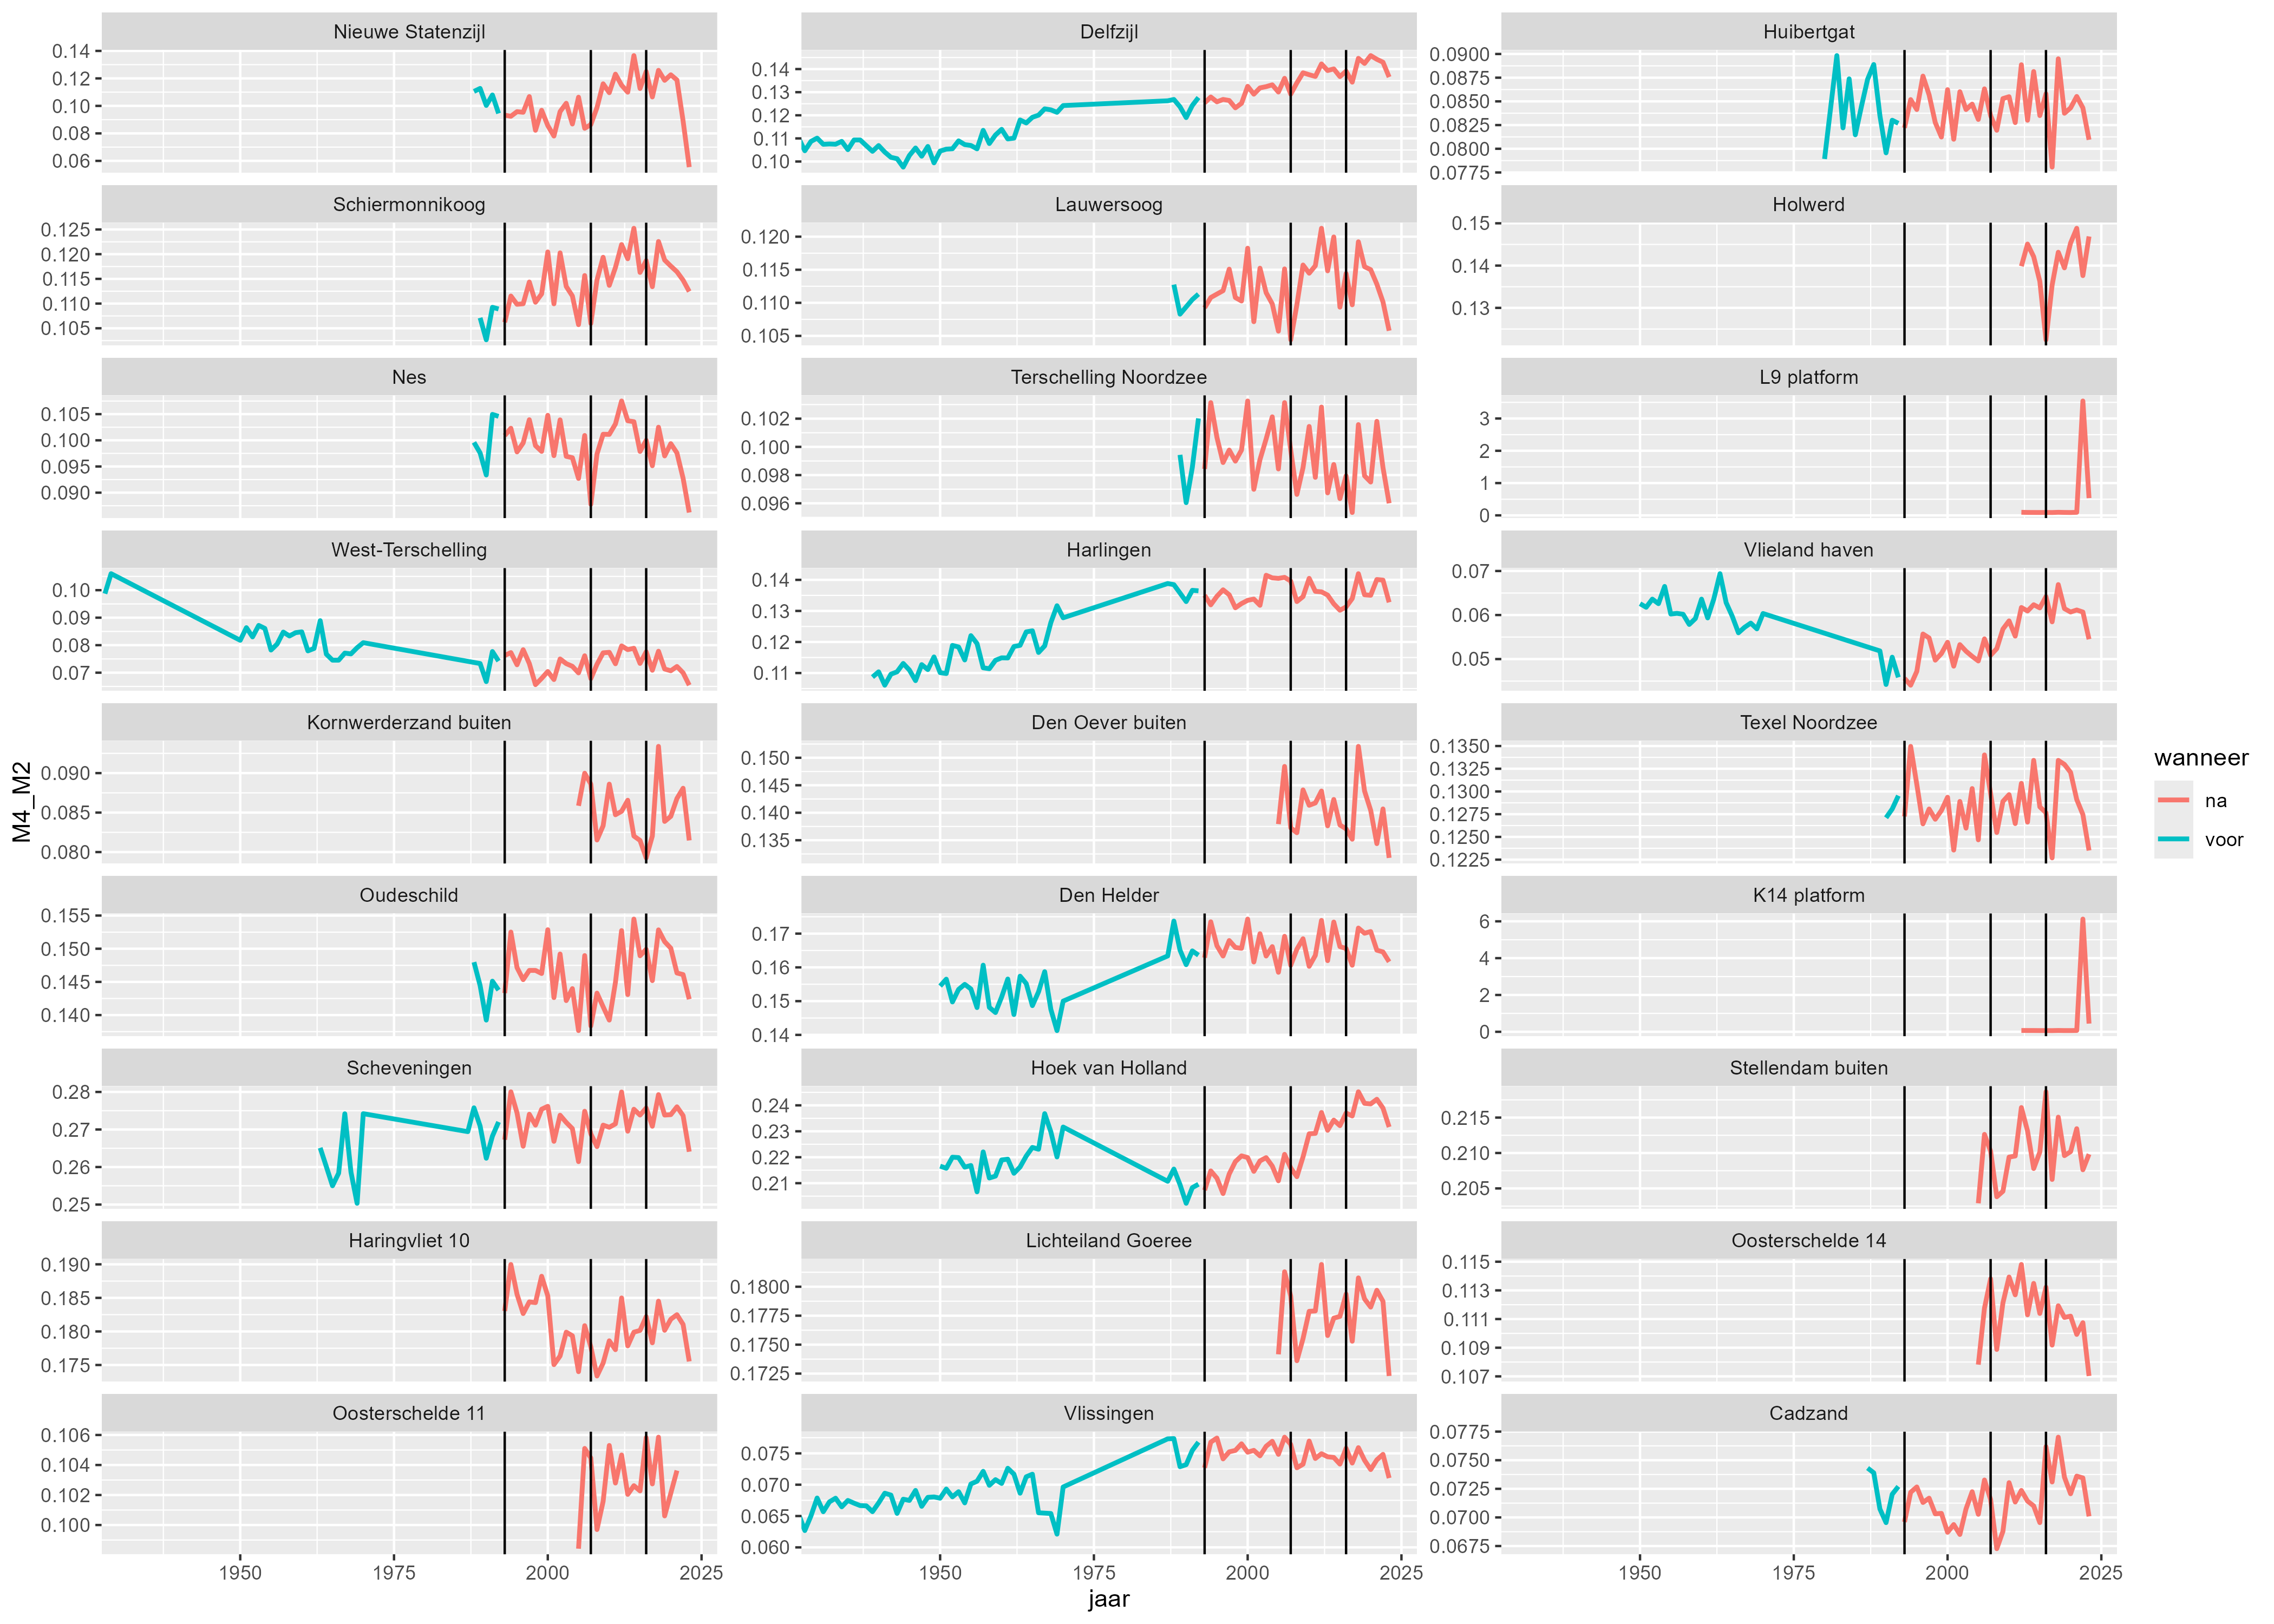 Nieuwe Statenzijl Delfzijl Huibertgat
0.14 0.12 0.10 0.08 0.06
0.14 0.13 0.12 0.11 0.10
0.0900 0.0875 0.0850 0.0825 0.0800 0.0775
Schiermonnikoog Lauwersoog Holwerd
0.125 0.120 0.115 0.110 0.105
0.120 0.115 0.110 0.105
0.15 0.14 0.13
Nes Terschelling Noordzee L9 platform
0.105 0.100 0.095 0.090
0.102 0.100 0.098 0.096
3 2 1 0
West-Terschelling Harlingen Vlieland haven
0.10 0.09 0.08 0.07
0.14 0.13 0.12 0.11
0.07 0.06 0.05
Kornwerderzand buiten Den Oever buiten Texel Noordzee
0.090 0.085 0.080
0.150 0.145 0.140 0.135
0.1350 0.1325 0.1300 0.1275 0.1250 0.1225
Oudeschild Den Helder K14 platform
0.155 0.150 0.145 0.140
0.17 0.16 0.15 0.14
6 4 2 0
Scheveningen Hoek van Holland Stellendam buiten
0.28 0.27 0.26 0.25
0.24 0.23 0.22 0.21
0.215 0.210 0.205
Haringvliet 10 Lichteiland Goeree Oosterschelde 14
0.190 0.185 0.180 0.175
0.1800 0.1775 0.1750 0.1725
0.115 0.113 0.111 0.109 0.107
Oosterschelde 11 Vlissingen Cadzand
0.106 0.104 0.102 0.100
0.075 0.070 0.065 0.060
0.0775 0.0750 0.0725 0.0700 0.0675
1950 1975 2000 2025 1950 1975 2000 2025 1950 1975 2000 2025
jaar
M4_M2
wanneer
na
voor